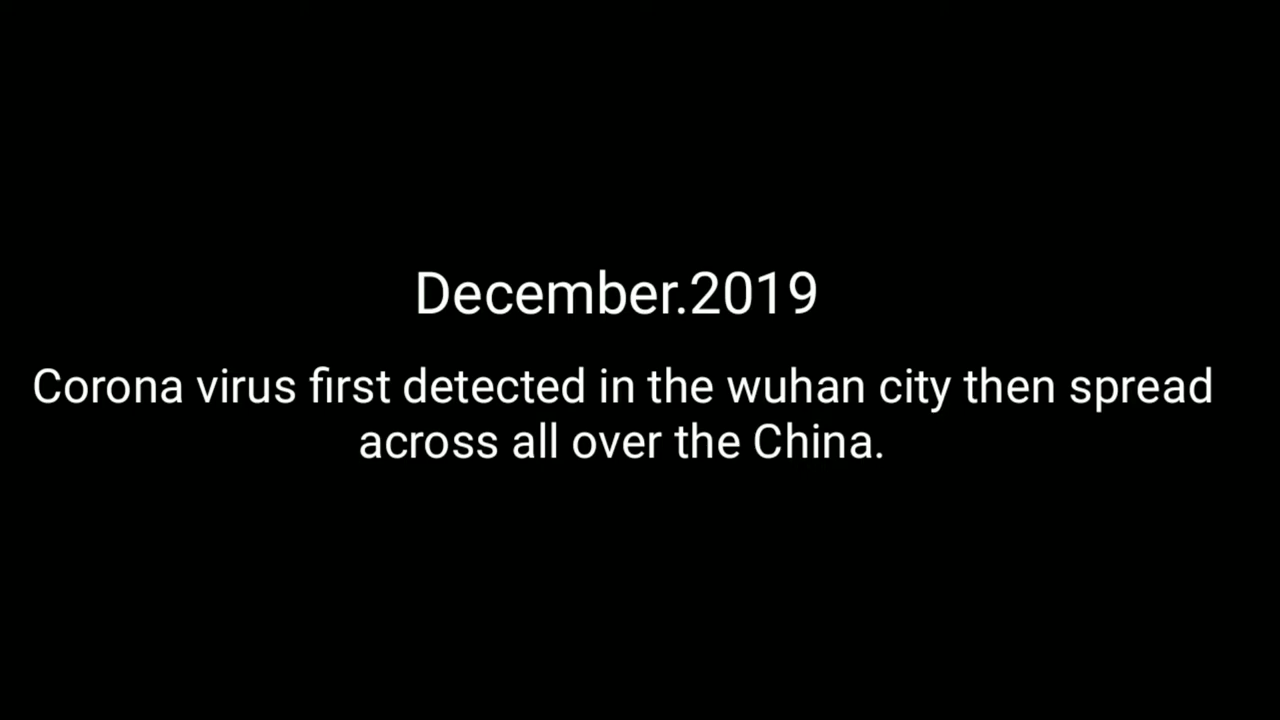 December.2019
Corona virus first detected in the wuhan city then spread
across all over the China.